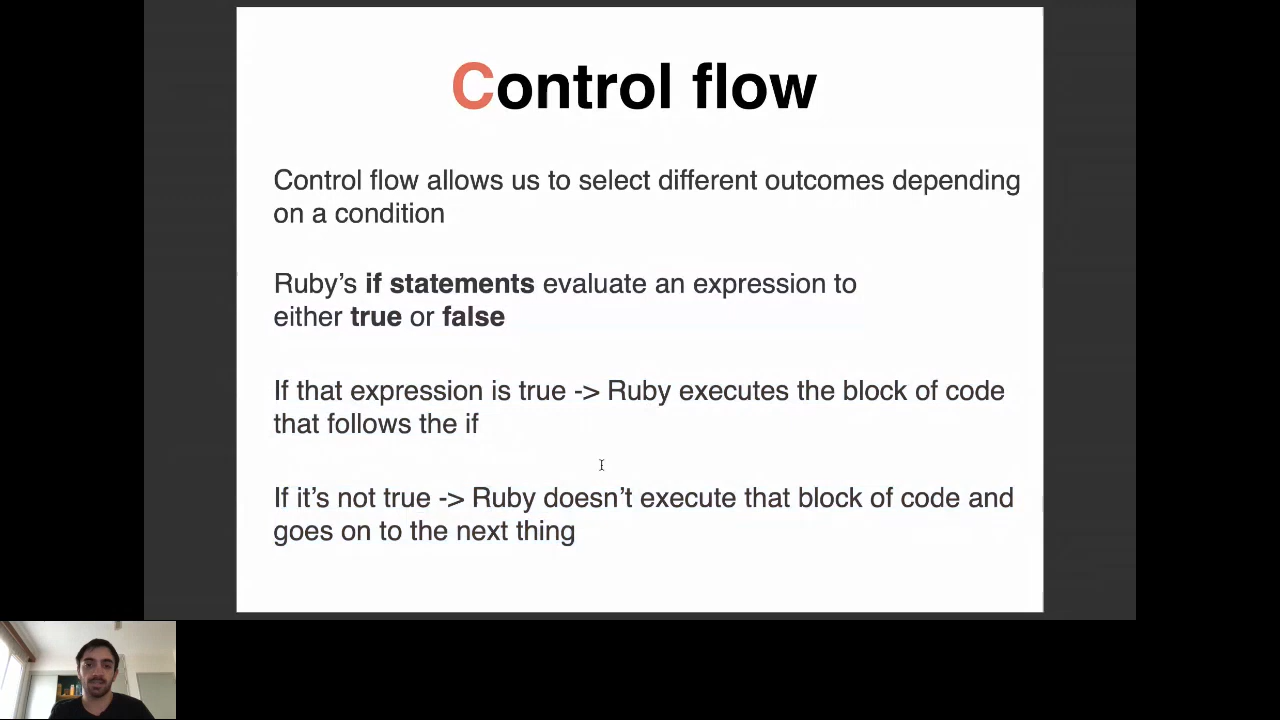 Control flow
Control flow allows us to select different outcomes depending
on a condition
Ruby’s if statements evaluate an expression to
either true or false
If that expression is true -> Ruby executes the block of code
that follows the if
If it’s not true -> Ruby doesn’t execute that block of code and
goes on to the next thing